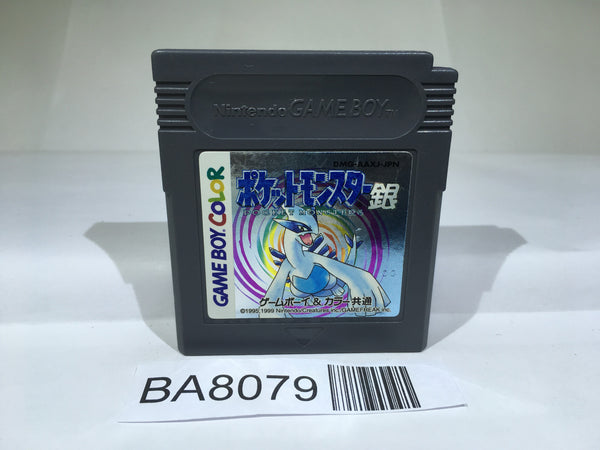 Nintendo GAME BOY TM
DMG-AAXJ-JPN
ポケットモンスター銀
POCKET MONSTERS
GAME BOY COLOR
ゲームボーイ & カラー共通
©1995,1999 Nintendo/Creatures inc./GAMEFREAK inc.
BA8079